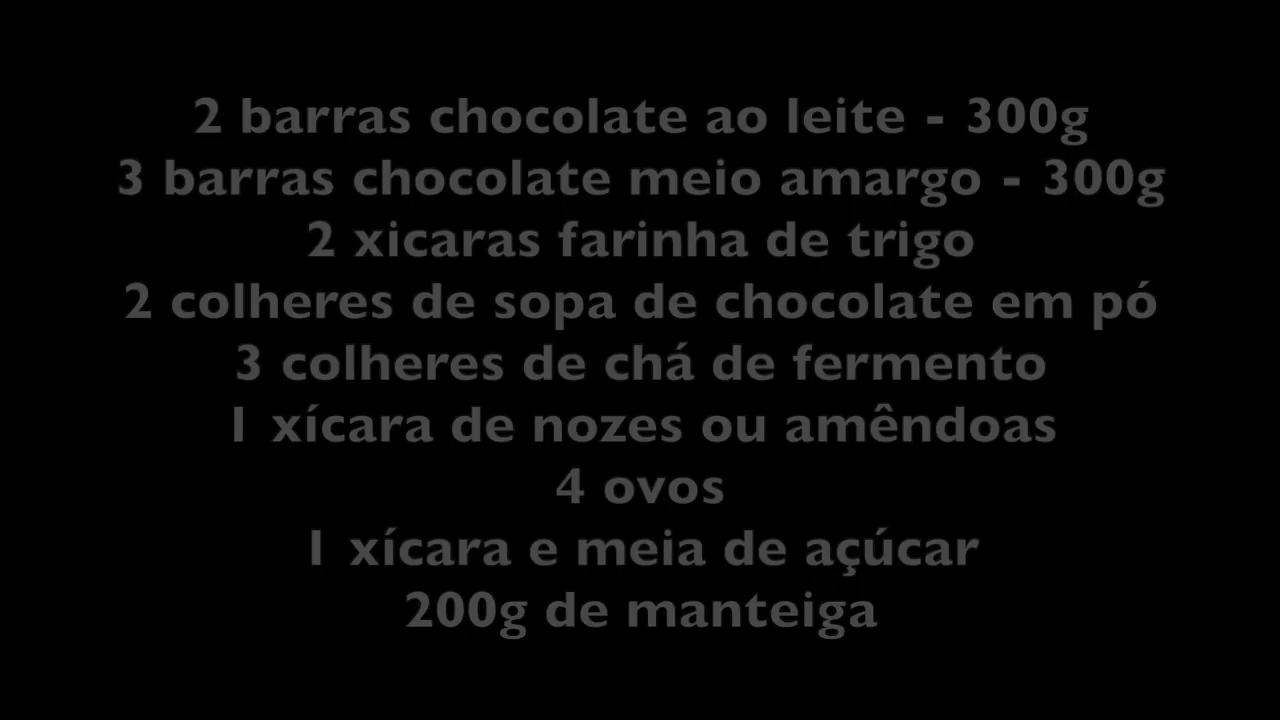 2 barras chocolate ao leite - 300g
3 barras chocolate meio amargo - 300g
2 xicaras farinha de trigo
2 colheres de sopa de chocolate em pó
3 colheres de chá de fermento
1 xícara de nozes ou amêndoas
4 ovos
1 xícara e meia de açúcar
200g de manteiga